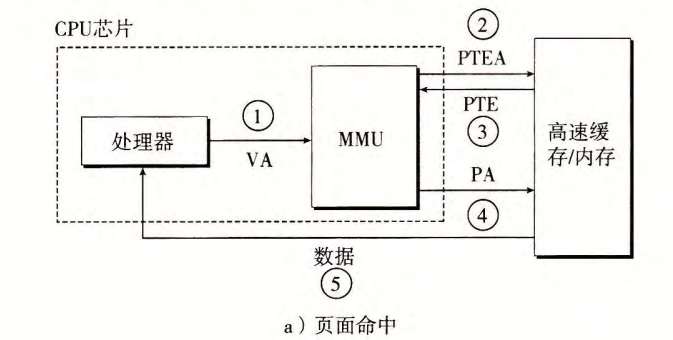 CPU芯片
②
PTEA
PTE
③
①
处理器
VA
MMU
高速缓
存/内存
PA
④
数据
⑤
a）页面命中